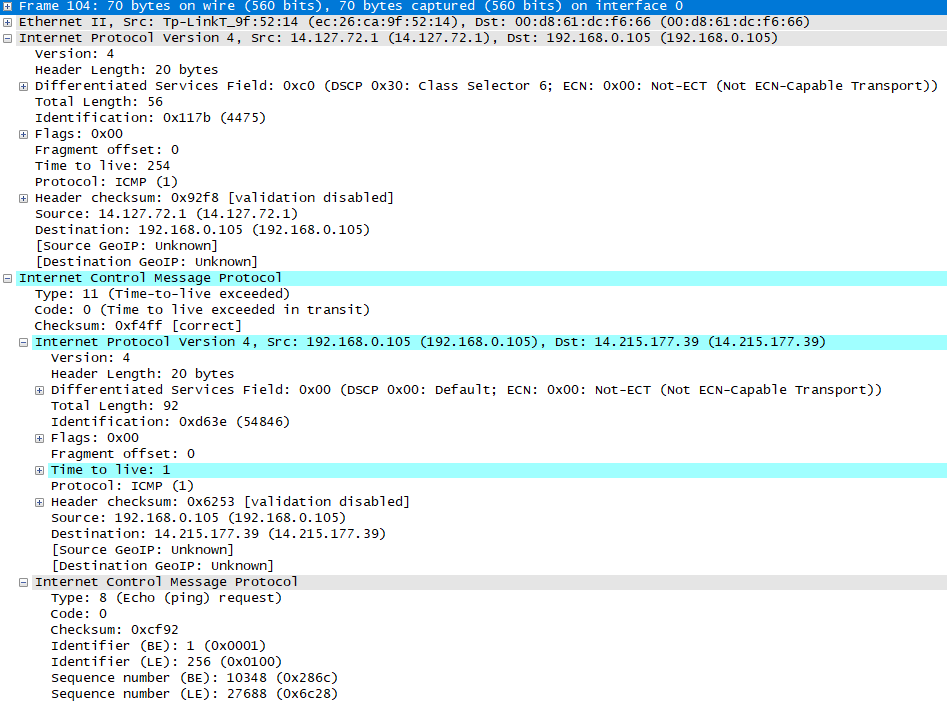 Frame 104: 70 bytes on wire (560 bits), 70 bytes captured (560 bits) on interface 0
Ethernet II, Src: Tp-LinkT_9f:52:14 (ec:26:ca:9f:52:14), Dst: 00:d8:61:dc:f6:66 (00:d8:61:dc:f6:66)
Internet Protocol Version 4, Src: 14.127.72.1 (14.127.72.1), Dst: 192.168.0.105 (192.168.0.105)
Version: 4
Header Length: 20 bytes
Differentiated Services Field: 0xc0 (DSCP 0x30: Class Selector 6; ECN: 0x00: Not-ECT (Not ECN-Capable Transport))
Total Length: 56
Identification: 0x117b (4475)
Flags: 0x00
Fragment offset: 0
Time to live: 254
Protocol: ICMP (1)
Header checksum: 0x92f8 [validation disabled]
Source: 14.127.72.1 (14.127.72.1)
Destination: 192.168.0.105 (192.168.0.105)
[Source GeoIP: Unknown]
[Destination GeoIP: Unknown]
Internet Control Message Protocol
Type: 11 (Time-to-live exceeded)
Code: 0 (Time to live exceeded in transit)
Checksum: 0xf4ff [correct]
Internet Protocol Version 4, Src: 192.168.0.105 (192.168.0.105), Dst: 14.215.177.39 (14.215.177.39)
Version: 4
Header Length: 20 bytes
Differentiated Services Field: 0x00 (DSCP 0x00: Default; ECN: 0x00: Not-ECT (Not ECN-Capable Transport))
Total Length: 92
Identification: 0xd63e (54846)
Flags: 0x00
Fragment offset: 0
Time to live: 1
Protocol: ICMP (1)
Header checksum: 0x6253 [validation disabled]
Source: 192.168.0.105 (192.168.0.105)
Destination: 14.215.177.39 (14.215.177.39)
[Source GeoIP: Unknown]
[Destination GeoIP: Unknown]
Internet Control Message Protocol
Type: 8 (Echo (ping) request)
Code: 0
Checksum: 0xcf92
Identifier (BE): 1 (0x0001)
Identifier (LE): 256 (0x0100)
Sequence number (BE): 10348 (0x286c)
Sequence number (LE): 27688 (0x6c28)